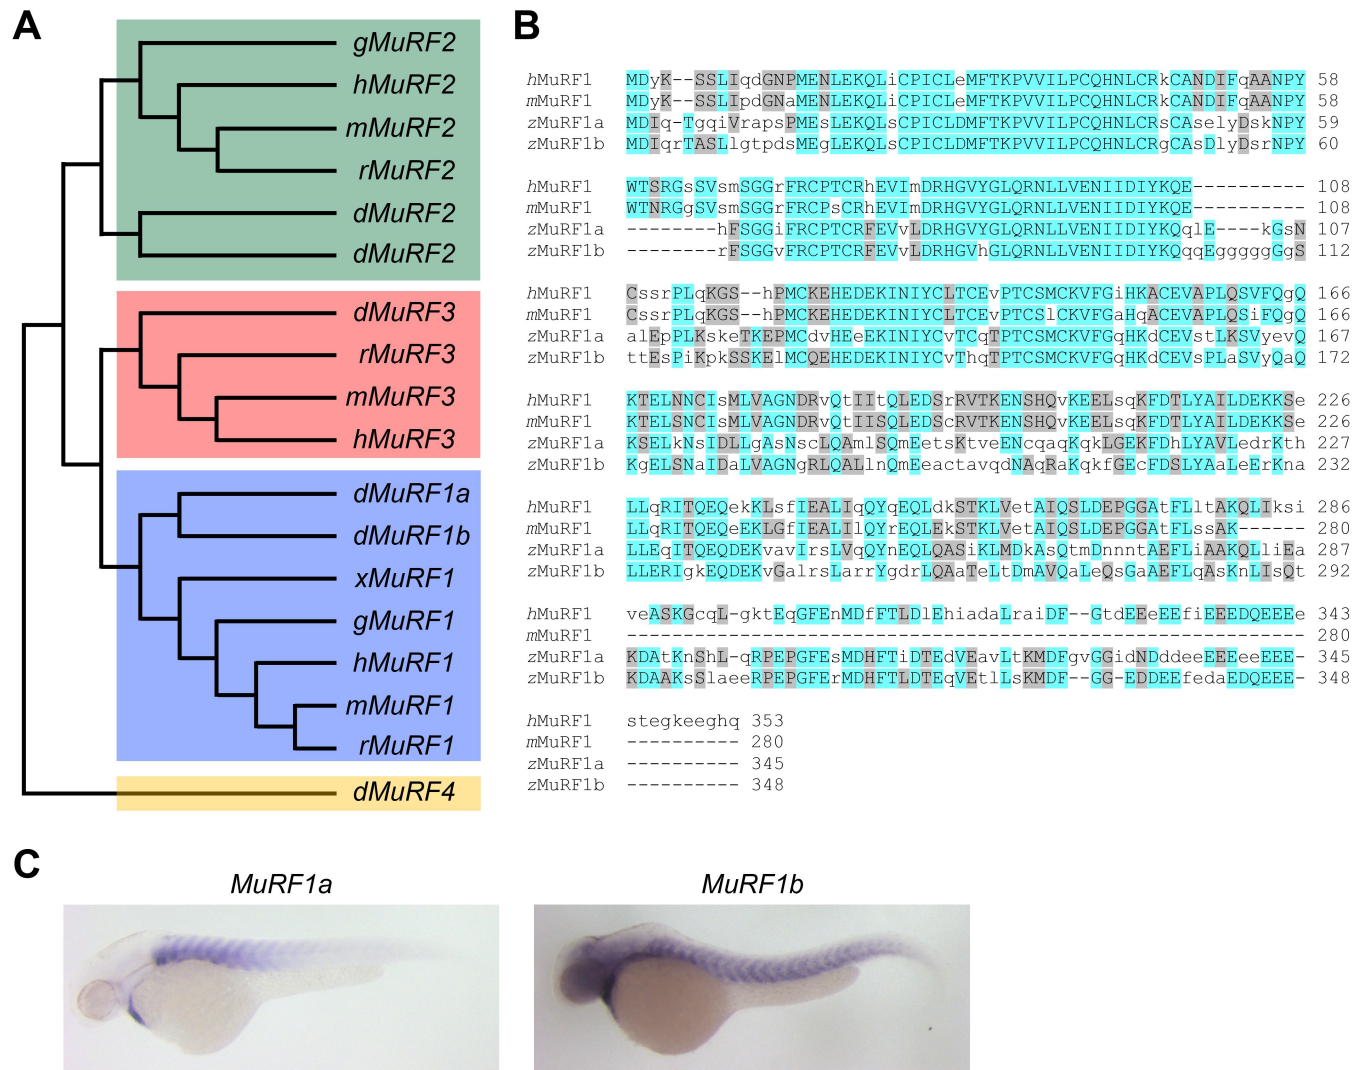 A
gMuRF2
hMuRF2
mMuRF2
rMuRF2
dMuRF2
dMuRF2
dMuRF3
rMuRF3
mMuRF3
hMuRF3
dMuRF1a
dMuRF1b
xMuRF1
gMuRF1
hMuRF1
mMuRF1
rMuRF1
dMuRF4
B
hMuRF1 MDyK--SSLIqdGNPMENLEKQLiCPICLeMFTKPVVILPCQHNLCRkCANDIFqAANPY 58
mMuRF1 MDyK--SSLIpdGNaMENLEKQLiCPICLeMFTKPVVILPCQHNLCRkCANDIFqAANPY 58
zMuRF1a MDIq-TgqiVrapsPMEsLEKQLsCPICLDMFTKPVVILPCQHNLCRsCAselyDskNPY 59
zMuRF1b MDIqrTASLlgtpdsMEgLEKQLsCPICLDMFTKPVVILPCQHNLCRgCAsDlyDsrNPY 60
hMuRF1 WTSRGsSVsmSGGrFRCPTCRhEVImDRHGVYGLQRNLLVENIIDIYKQE---------- 108
mMuRF1 WTNRGgSVsmSGGrFRCPsCRhEVImDRHGVYGLQRNLLVENIIDIYKQE---------- 108
zMuRF1a --------hFSGGiFRCPTCRFEVvLDRHGVYGLQRNLLVENIIDIYKQqlE----kGsN 107
zMuRF1b --------rFSGGvFRCPTCRFEVvLDRHGVhGLQRNLLVENIIDIYKQqqEgggggGgS 112
hMuRF1 CssrPLqKGS--hPMCKEHEDEKINIYCLTCEvPTCSMCKVFGiHKACEVAPLQSVFQgQ 166
mMuRF1 CssrPLqKGS--hPMCKEHEDEKINIYCLTCEvPTCSlCKVFGaHqACEVAPLQSiFQgQ 166
zMuRF1a alEpPLKskeTKEPMCdvHEeEKINIYCvTCqTPTCSMCKVFGqHKdCEVstLKSVyevQ 167
zMuRF1b ttEsPiKpkSSKElMCQEHEDEKINIYCvThqTPTCSMCKVFGqHKdCEVsPLaSVyQaQ 172
hMuRF1 KTELNNCIsMLVAGNDRvQtIItQLEDSrRVTKENSHQvKEELsqKFDTLYAILDEKKSe 226
mMuRF1 KTELSNCISMLVAGNDRvQtIISQLEDScRVTKENSHQvKEELsqKFDTLYAILDEKKSe 226
zMuRF1a KSELkNsIDLLgAsNscLQAmlSQmEetsKtveENcqaqKqkLGEKFDhLYAVLedrKth 227
zMuRF1b KgELSNaIDaLVAGNgRLQALlnQmEeactavqdNAqRaKqkfGEcFDSLYAaLeErKna 232
hMuRF1 LLqRITQEQekKLsfIEALIqQYqEQLdkSTKLVetAIQSLDEPGGAtFLltAKQLIksi 286
mMuRF1 LLqRITQEQeEKLGfIEALIlQYrEQLEkSTKLVetAIQSLDEPGGAtFLssAK------ 280
zMuRF1a LLEqITQEQDEKvavIrsLVqQYnEQLQASiKLMDkAsQtmDnnntAEFLiAAKQLliEa 287
zMuRF1b LLERIgkEQDEKvGalrsLarrYgdrLQAaTeLtDmAVQaLeQsGaAEFLqAsKnLISQt 292
hMuRF1 veASKGcqL-gktEqGFEnMDfFTLDlEhiadaLraiDF--GtdEEeEEfiEEEDQEEEe 343
mMuRF1 ------------------------------------------------------------ 280
zMuRF1a KDAtKnShL-qRPEPGFEsMDHFTiDTEdVEavLtKMDFgvGGidNDddeeEEEeeEEE- 345
zMuRF1b KDAAKsSlaeeRPEPGFErMDHFTLDTEqVEtlLsKMDF--GG-EDDEEfedaEDQEEE- 348
hMuRF1 stegkeeghq 353
mMuRF1 ---------- 280
zMuRF1a ---------- 345
zMuRF1b ---------- 348
C
MuRF1a
MuRF1b